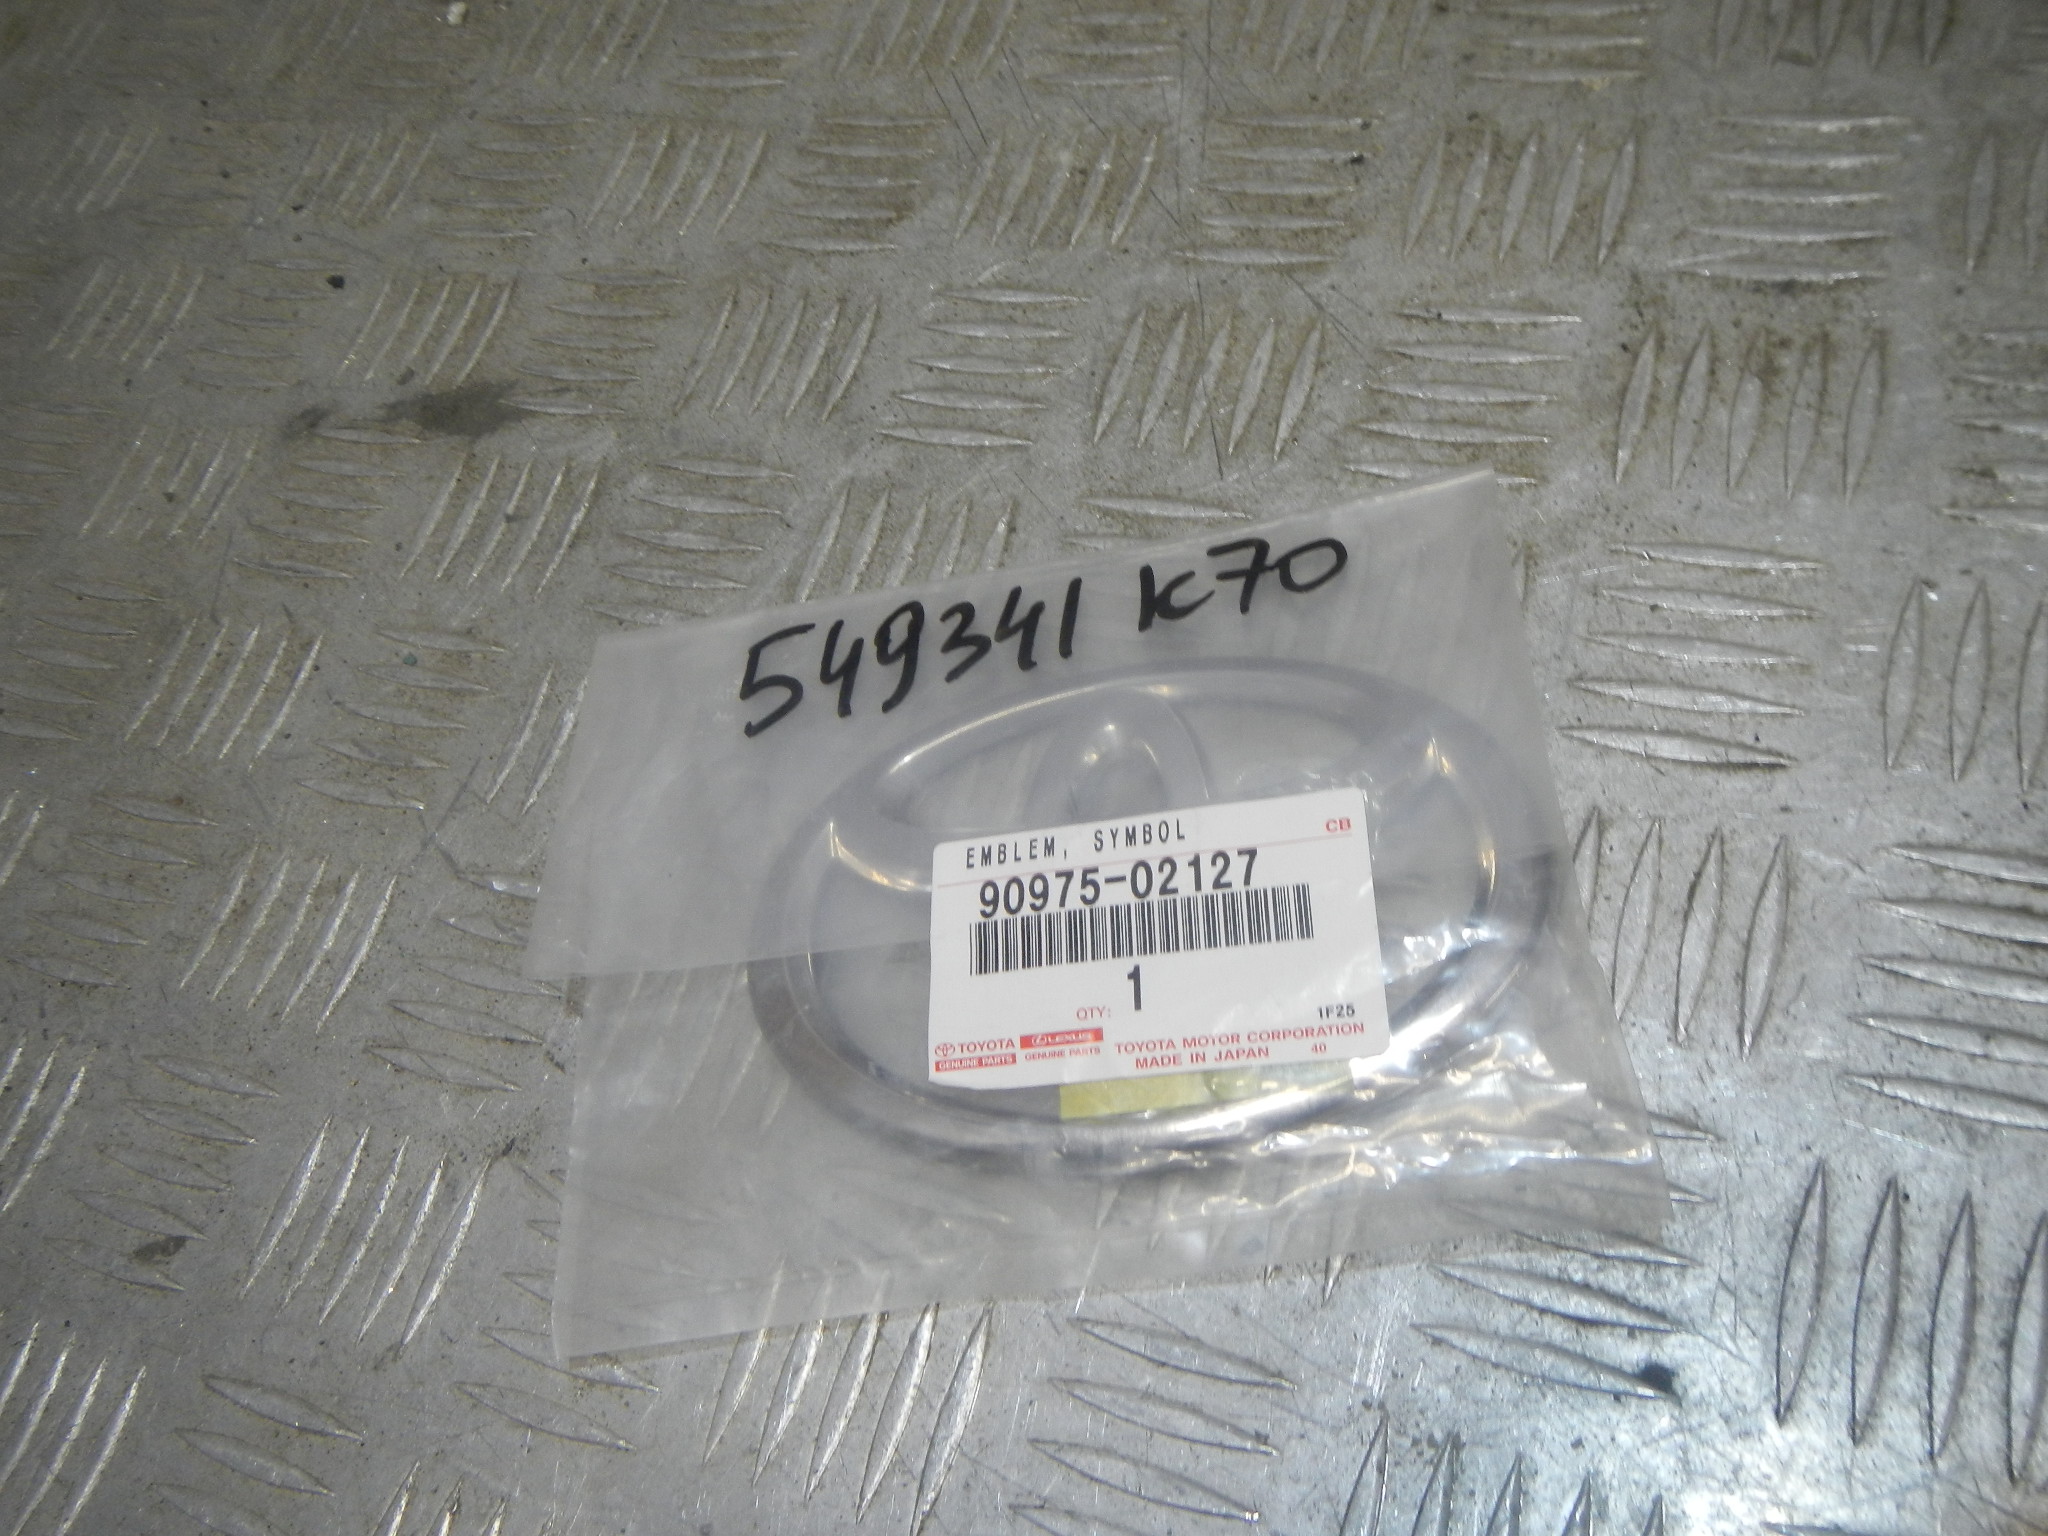 549341 K70
EMBLEM, SYMBOL CB
90975-02127
1
QTY: 1F25
TOYOTA LEXUS TOYOTA MOTOR CORPORATION
GENUINE PARTS GENUINE PARTS MADE IN JAPAN 40